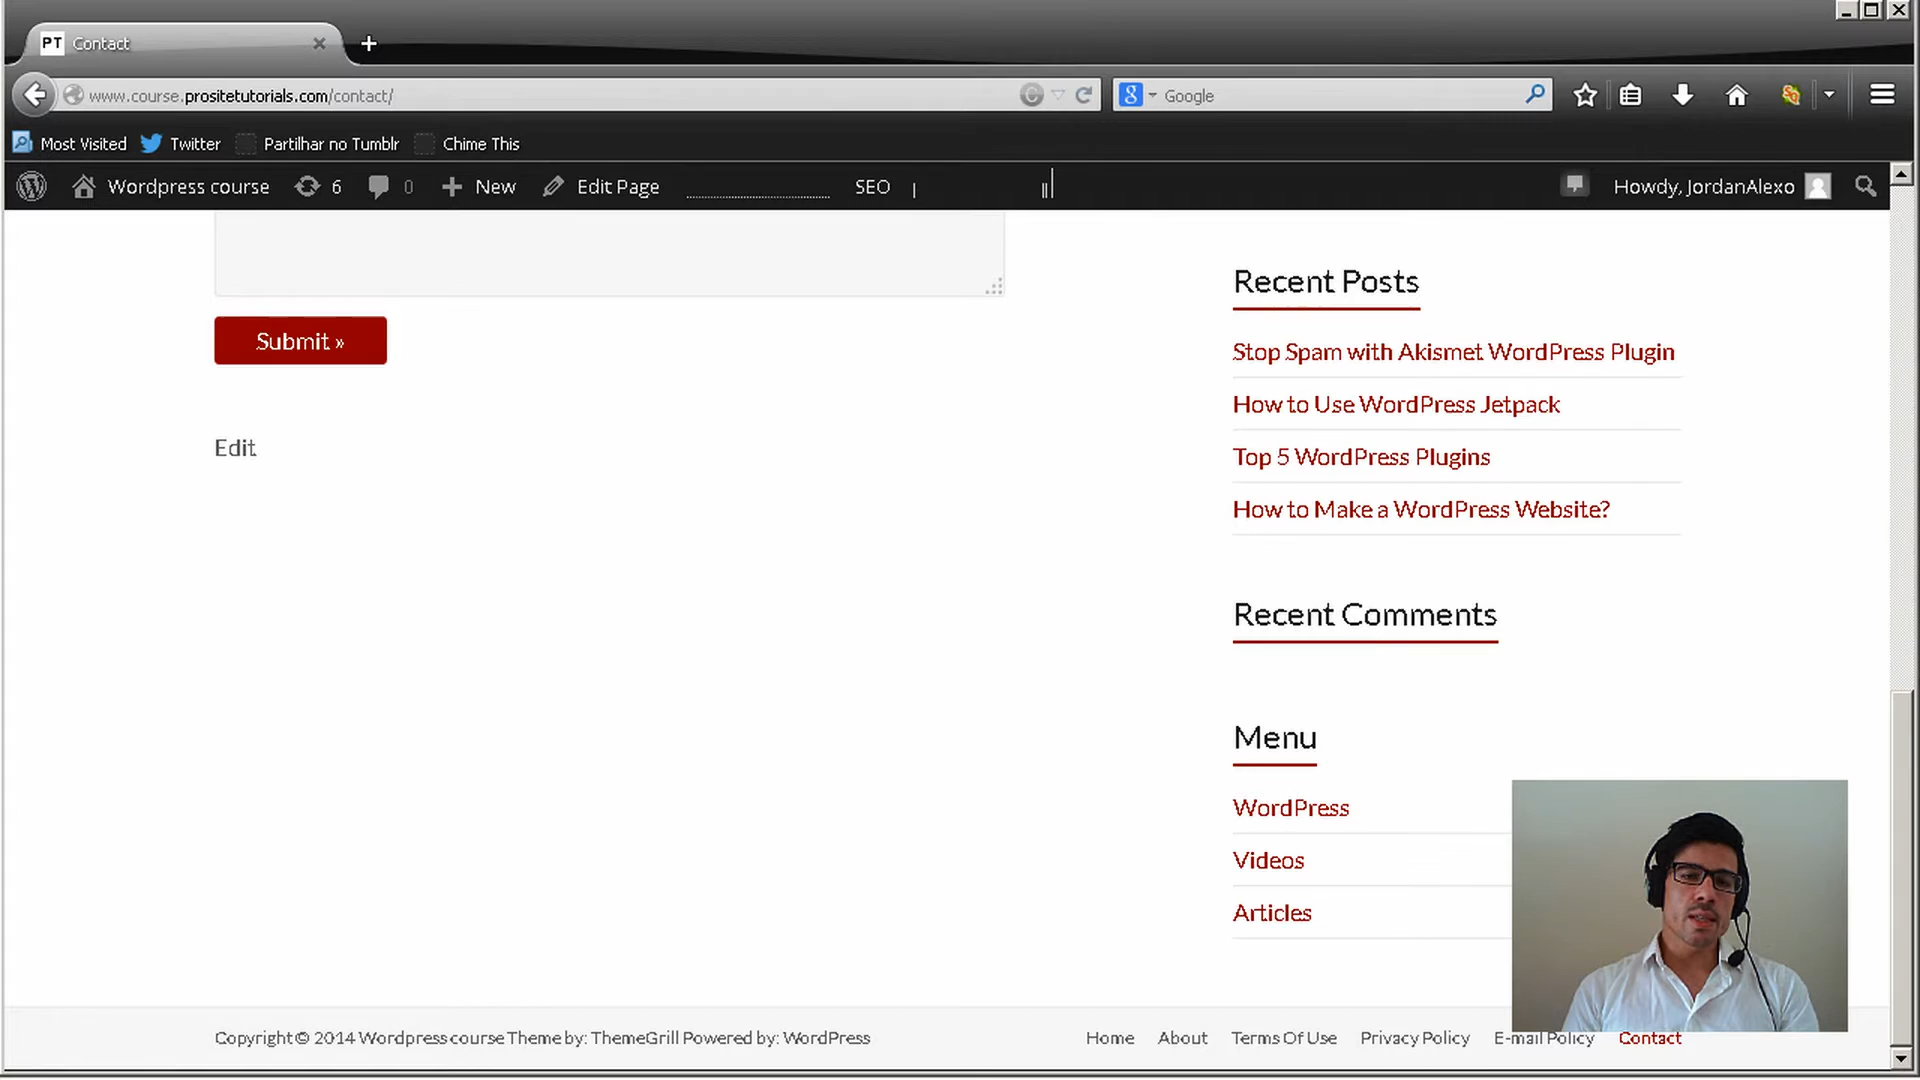 PT Contact
www.course.prositetutorials.com/contact/
Google
Most Visited Twitter Partilhar no Tumblr Chime This
Wordpress course 6 0 New Edit Page SEO Howdy, JordanAlexo
Submit »
Edit
Recent Posts
Stop Spam with Akismet WordPress Plugin
How to Use WordPress Jetpack
Top 5 WordPress Plugins
How to Make a WordPress Website?
Recent Comments
Menu
WordPress
Videos
Articles
Copyright © 2014 Wordpress course Theme by: ThemeGrill Powered by: WordPress
Home About Terms Of Use Privacy Policy E-mail Policy Contact